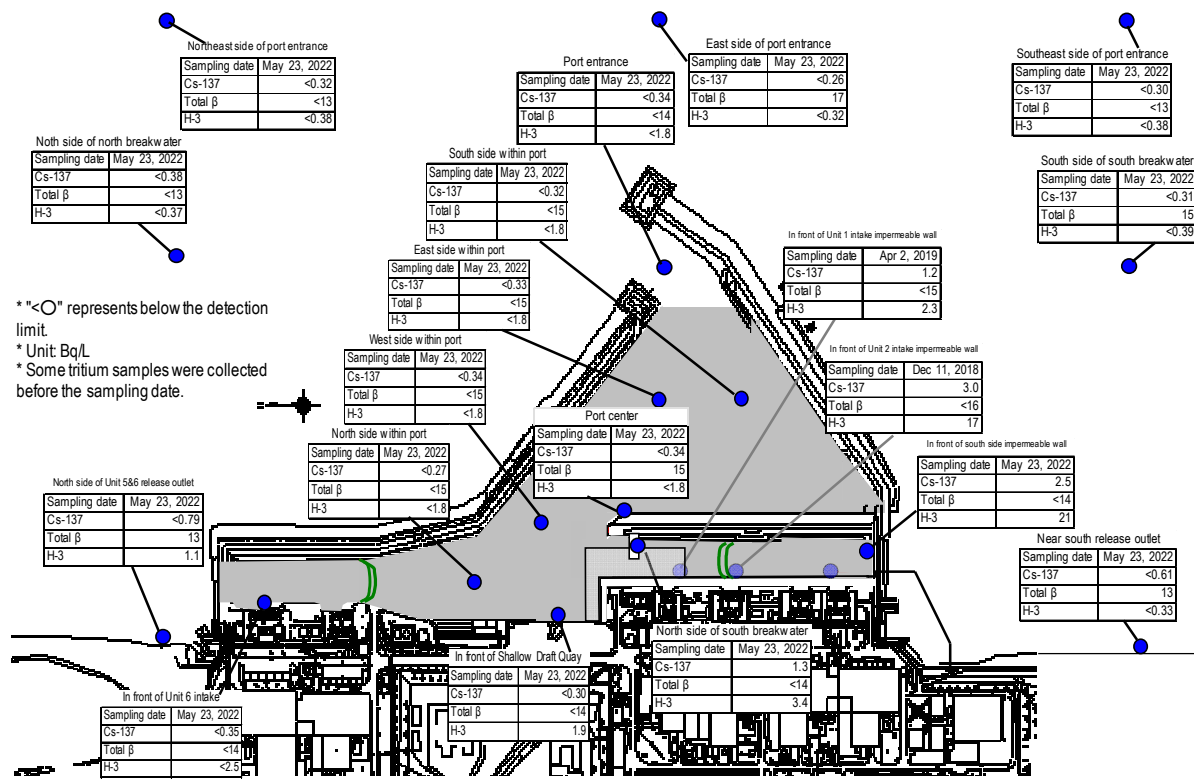 Northeast side of port entrance
Sampling date May 23, 2022
Cs-137 <0.32
Total β <13
H-3 <0.38
East side of port entrance
Sampling date May 23, 2022
Cs-137 <0.26
Total β 17
H-3 <0.32
Southeast side of port entrance
Sampling date May 23, 2022
Cs-137 <0.30
Total β <13
H-3 <0.38
Port entrance
Sampling date May 23, 2022
Cs-137 <0.34
Total β <14
H-3 <1.8
Noth side of north breakwater
Sampling date May 23, 2022
Cs-137 <0.38
Total β <13
H-3 <0.37
South side within port
Sampling date May 23, 2022
Cs-137 <0.32
Total β <15
H-3 <1.8
South side of south breakwater
Sampling date May 23, 2022
Cs-137 <0.31
Total β 15
H-3 <0.39
In front of Unit 1 intake impermeable wall
Sampling date Apr 2, 2019
Cs-137 1.2
Total β <15
H-3 2.3
East side within port
Sampling date May 23, 2022
Cs-137 <0.33
Total β <15
H-3 <1.8
* "<○" represents below the detection
limit.
* Unit: Bq/L
* Some tritium samples were collected
before the sampling date.
West side within port
Sampling date May 23, 2022
Cs-137 <0.34
Total β <15
H-3 <1.8
In front of Unit 2 intake impermeable wall
Sampling date Dec 11, 2018
Cs-137 3.0
Total β <16
H-3 17
Port center
Sampling date May 23, 2022
Cs-137 <0.34
Total β 15
H-3 <1.8
North side within port
Sampling date May 23, 2022
Cs-137 <0.27
Total β <15
H-3 <1.8
In front of south side impermeable wall
Sampling date May 23, 2022
Cs-137 2.5
Total β <14
H-3 21
North side of Unit 5&6 release outlet
Sampling date May 23, 2022
Cs-137 <0.79
Total β 13
H-3 1.1
Near south release outlet
Sampling date May 23, 2022
Cs-137 <0.61
Total β 13
H-3 <0.33
North side of south breakwater
Sampling date May 23, 2022
Cs-137 1.3
Total β <14
H-3 3.4
In front of Shallow Draft Quay
Sampling date May 23, 2022
Cs-137 <0.30
Total β <14
H-3 1.9
In front of Unit 6 intake
Sampling date May 23, 2022
Cs-137 <0.35
Total β <14
H-3 <2.5